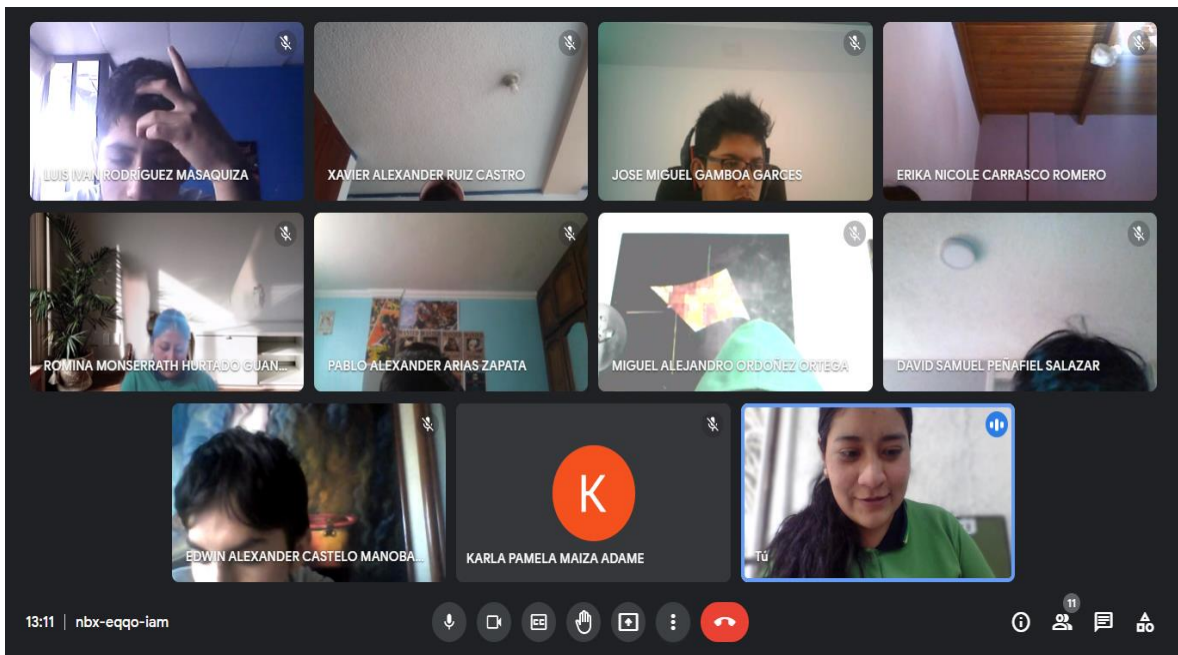 LUIS IVAN RODRÍGUEZ MASAQUIZA
XAVIER ALEXANDER RUIZ CASTRO
JOSE MIGUEL GAMBOA GARCES
ERIKA NICOLE CARRASCO ROMERO
ROMINA MONSERRATH HURTADO GUAN...
PABLO ALEXANDER ARIAS ZAPATA
MIGUEL ALEJANDRO ORDOÑEZ ORTEGA
DAVID SAMUEL PEÑAFIEL SALAZAR
EDWIN ALEXANDER CASTELO MANOBA...
K
KARLA PAMELA MAIZA ADAME
Tú
11
13:11 | nbx-eqqo-iam